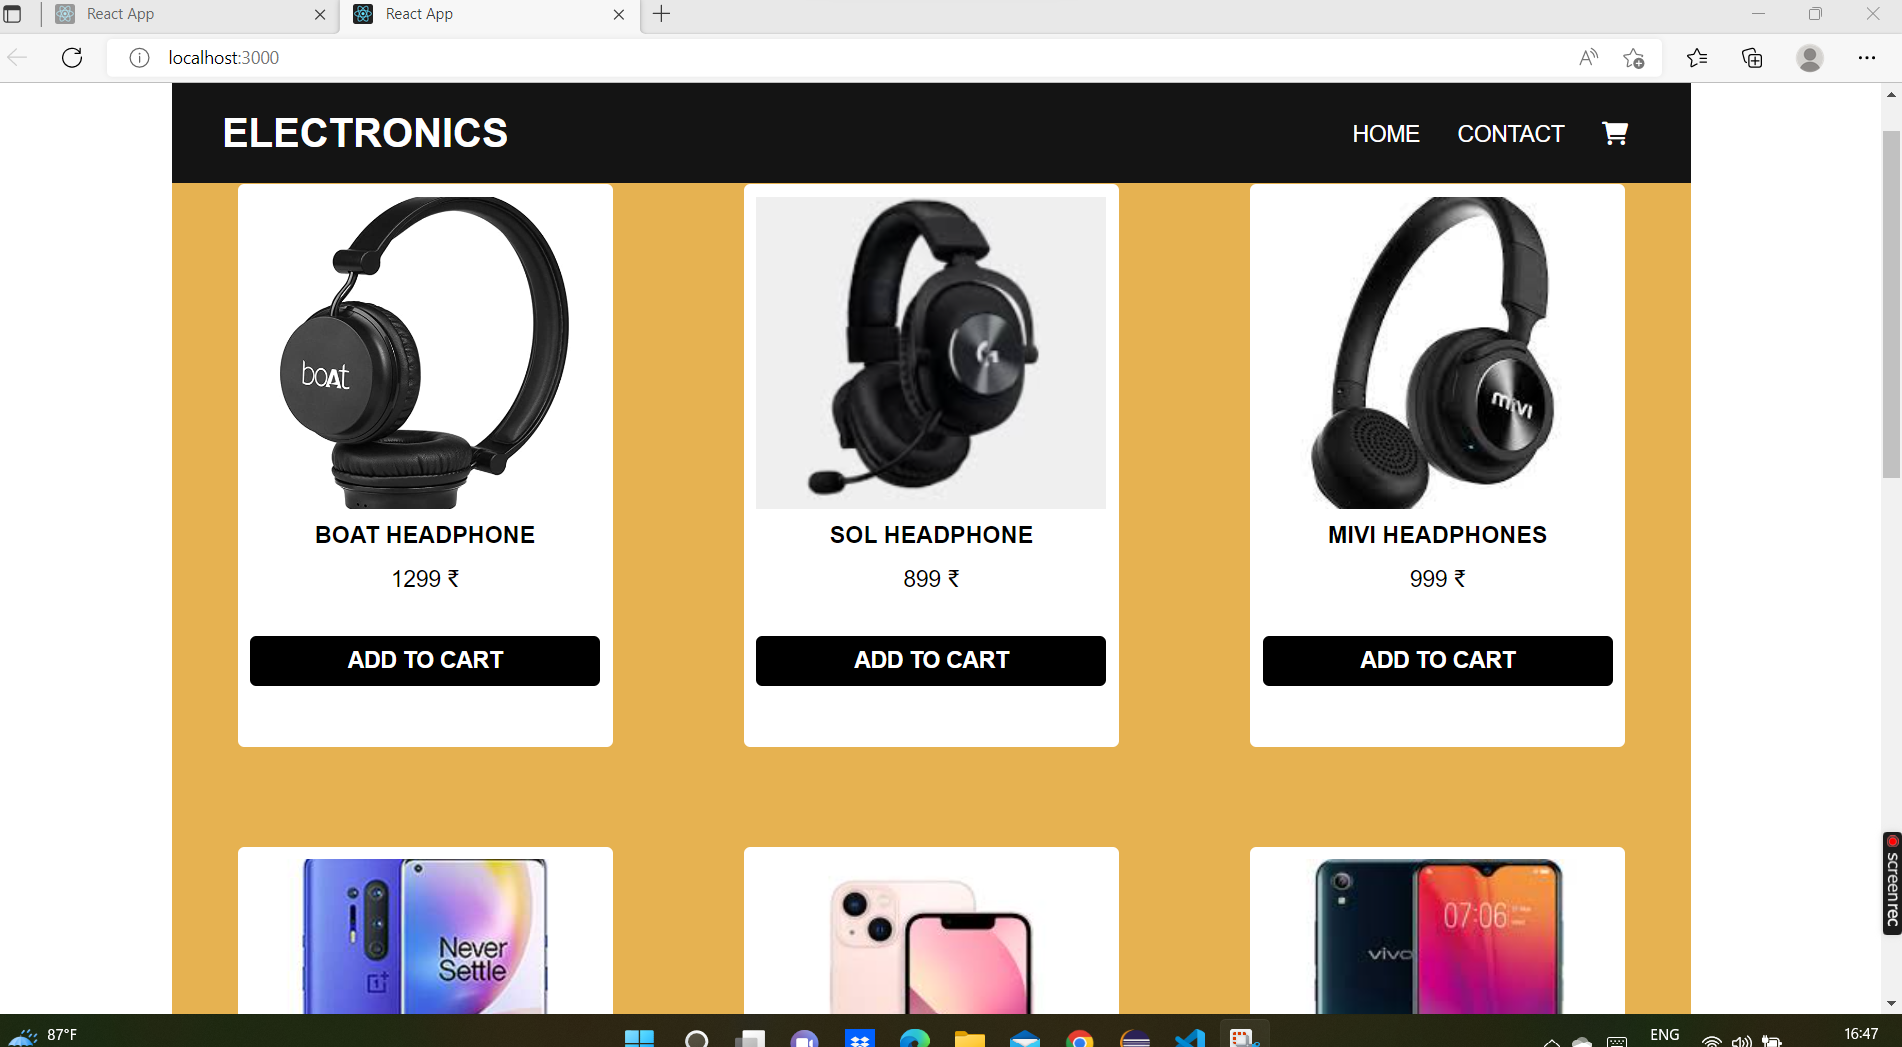 React App
React App
localhost:3000
ELECTRONICS
HOME CONTACT
boAt
mivi
BOAT HEADPHONE
SOL HEADPHONE
MIVI HEADPHONES
1299 ₹
899 ₹
999 ₹
ADD TO CART
ADD TO CART
ADD TO CART
Never
Settle
07:06
vivo
screenrec
87°F
ENG
16:47